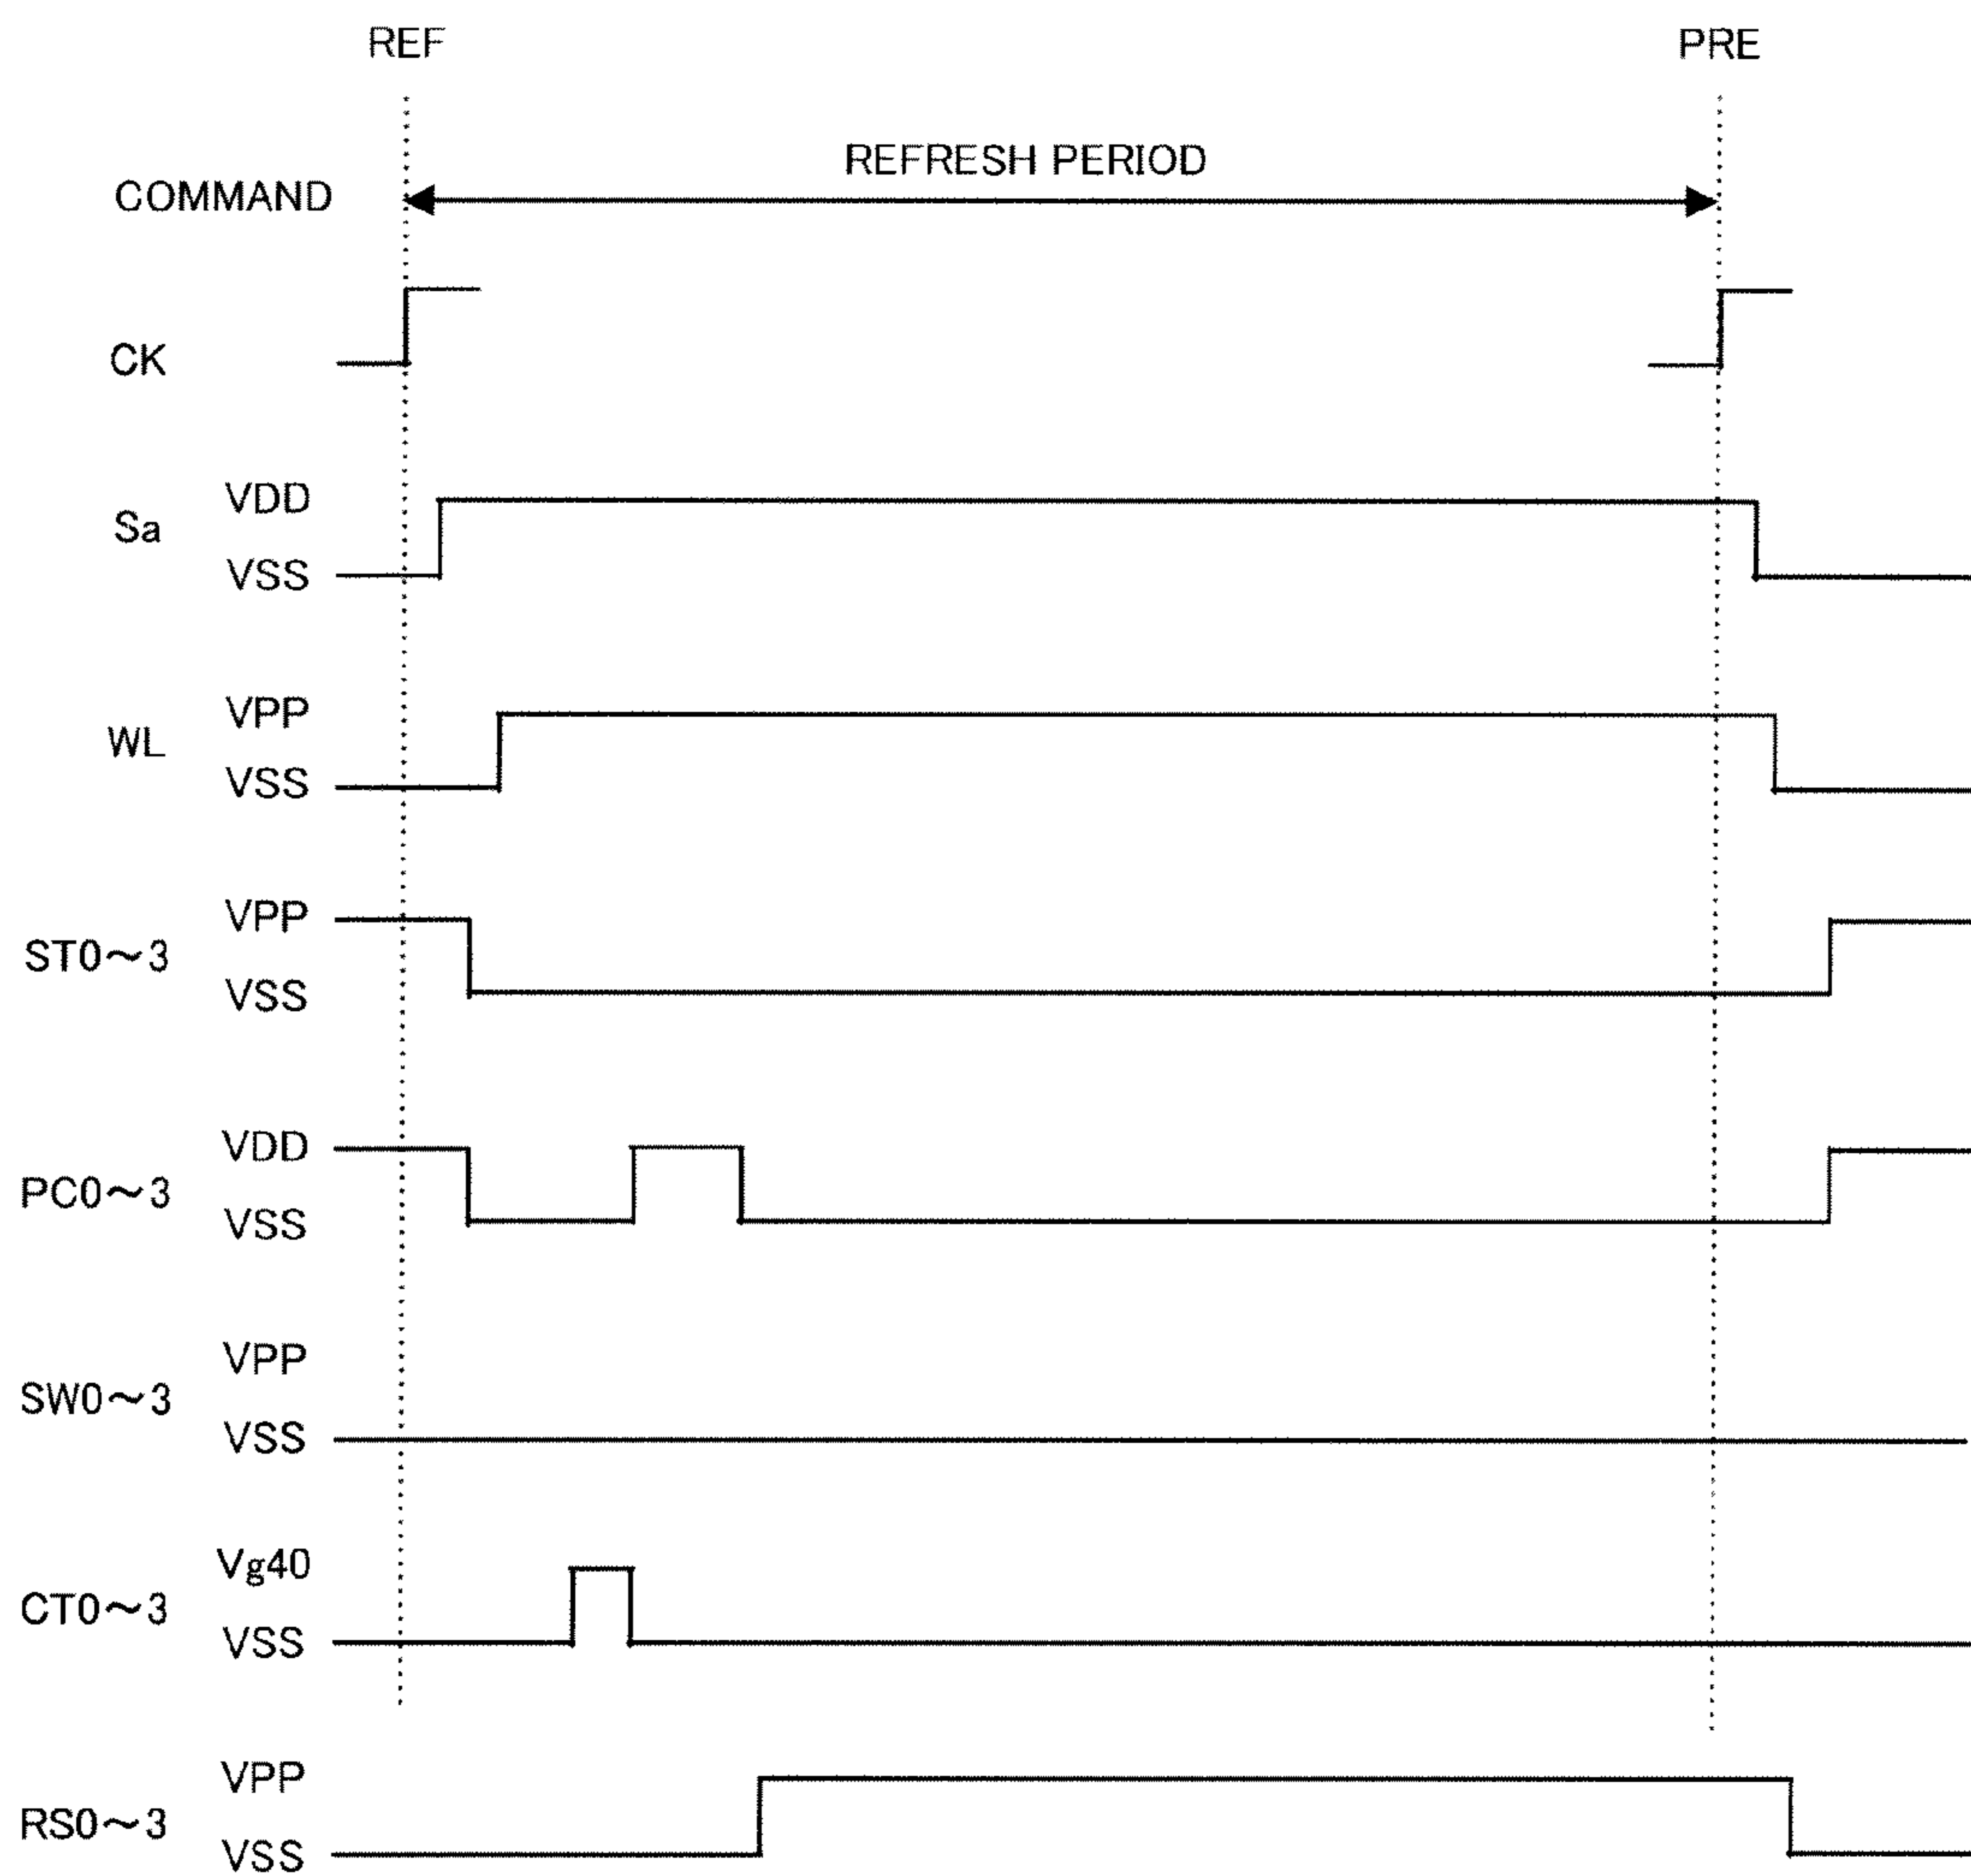 REF PRE
REFRESH PERIOD
COMMAND
CK
VDD
Sa
VSS
VPP
WL
VSS
VPP
ST0～3
VSS
VDD
PC0～3
VSS
VPP
SW0～3
VSS
Vg40
CT0～3
VSS
VPP
RS0～3
VSS